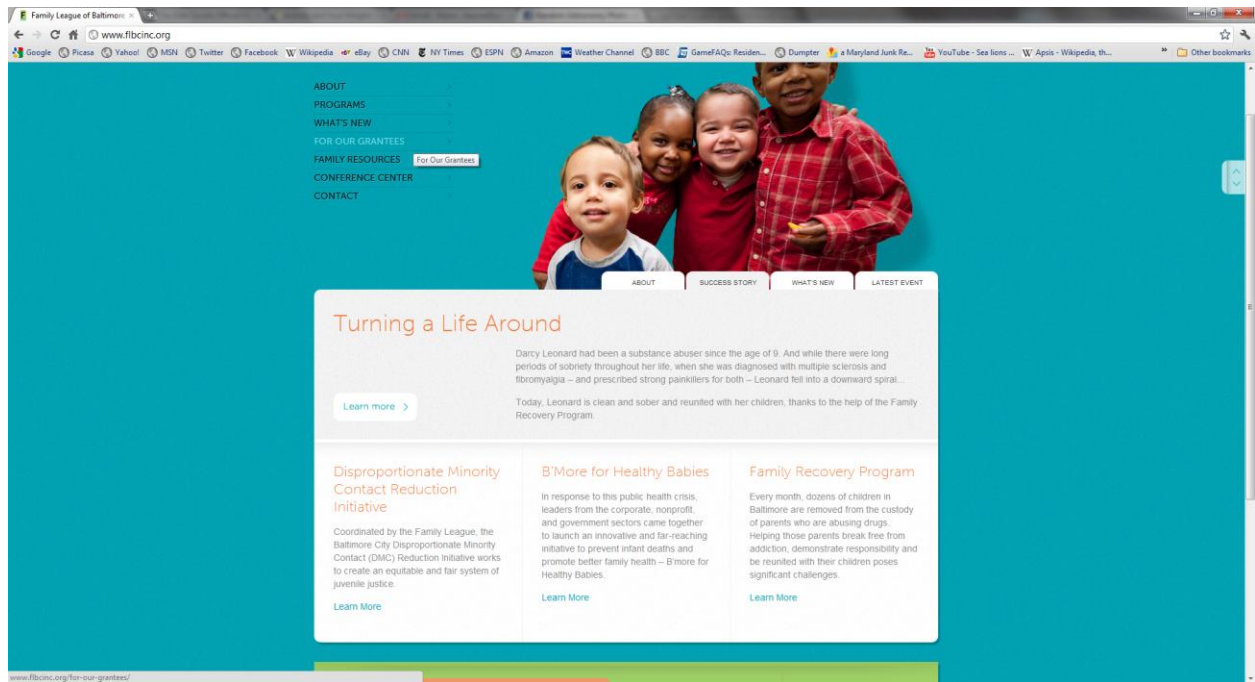 Family League of Baltimore
www.flbcinc.org
Google Picasa Yahoo! MSN Twitter Facebook Wikipedia eBay CNN NY Times ESPN Amazon Weather Channel BBC GameFAQs: Residen... Dumpter a Maryland Junk Re... YouTube - Sea lions ... Apsis - Wikipedia, th... » Other bookmarks
ABOUT
PROGRAMS
WHAT'S NEW
FOR OUR GRANTEES
FAMILY RESOURCES
For Our Grantees
CONFERENCE CENTER
CONTACT
ABOUT SUCCESS STORY WHAT'S NEW LATEST EVENT
Turning a Life Around
Darcy Leonard had been a substance abuser since the age of 9. And while there were long
periods of sobriety throughout her life, when she was diagnosed with multiple sclerosis and
fibromyalgia – and prescribed strong painkillers for both – Leonard fell into a downward spiral...
Today, Leonard is clean and sober and reunited with her children, thanks to the help of the Family
Recovery Program.
Learn more >
Disproportionate Minority
Contact Reduction
Initiative
Coordinated by the Family League, the
Baltimore City Disproportionate Minority
Contact (DMC) Reduction Initiative works
to create an equitable and fair system of
juvenile justice.
Learn More
B'More for Healthy Babies
In response to this public health crisis,
leaders from the corporate, nonprofit,
and government sectors came together
to launch an innovative and far-reaching
initiative to prevent infant deaths and
promote better family health – B'more for
Healthy Babies.
Learn More
Family Recovery Program
Every month, dozens of children in
Baltimore are removed from the custody
of parents who are abusing drugs.
Helping those parents break free from
addiction, demonstrate responsibility and
be reunited with their children poses
significant challenges.
Learn More
www.flbcinc.org/for-our-grantees/